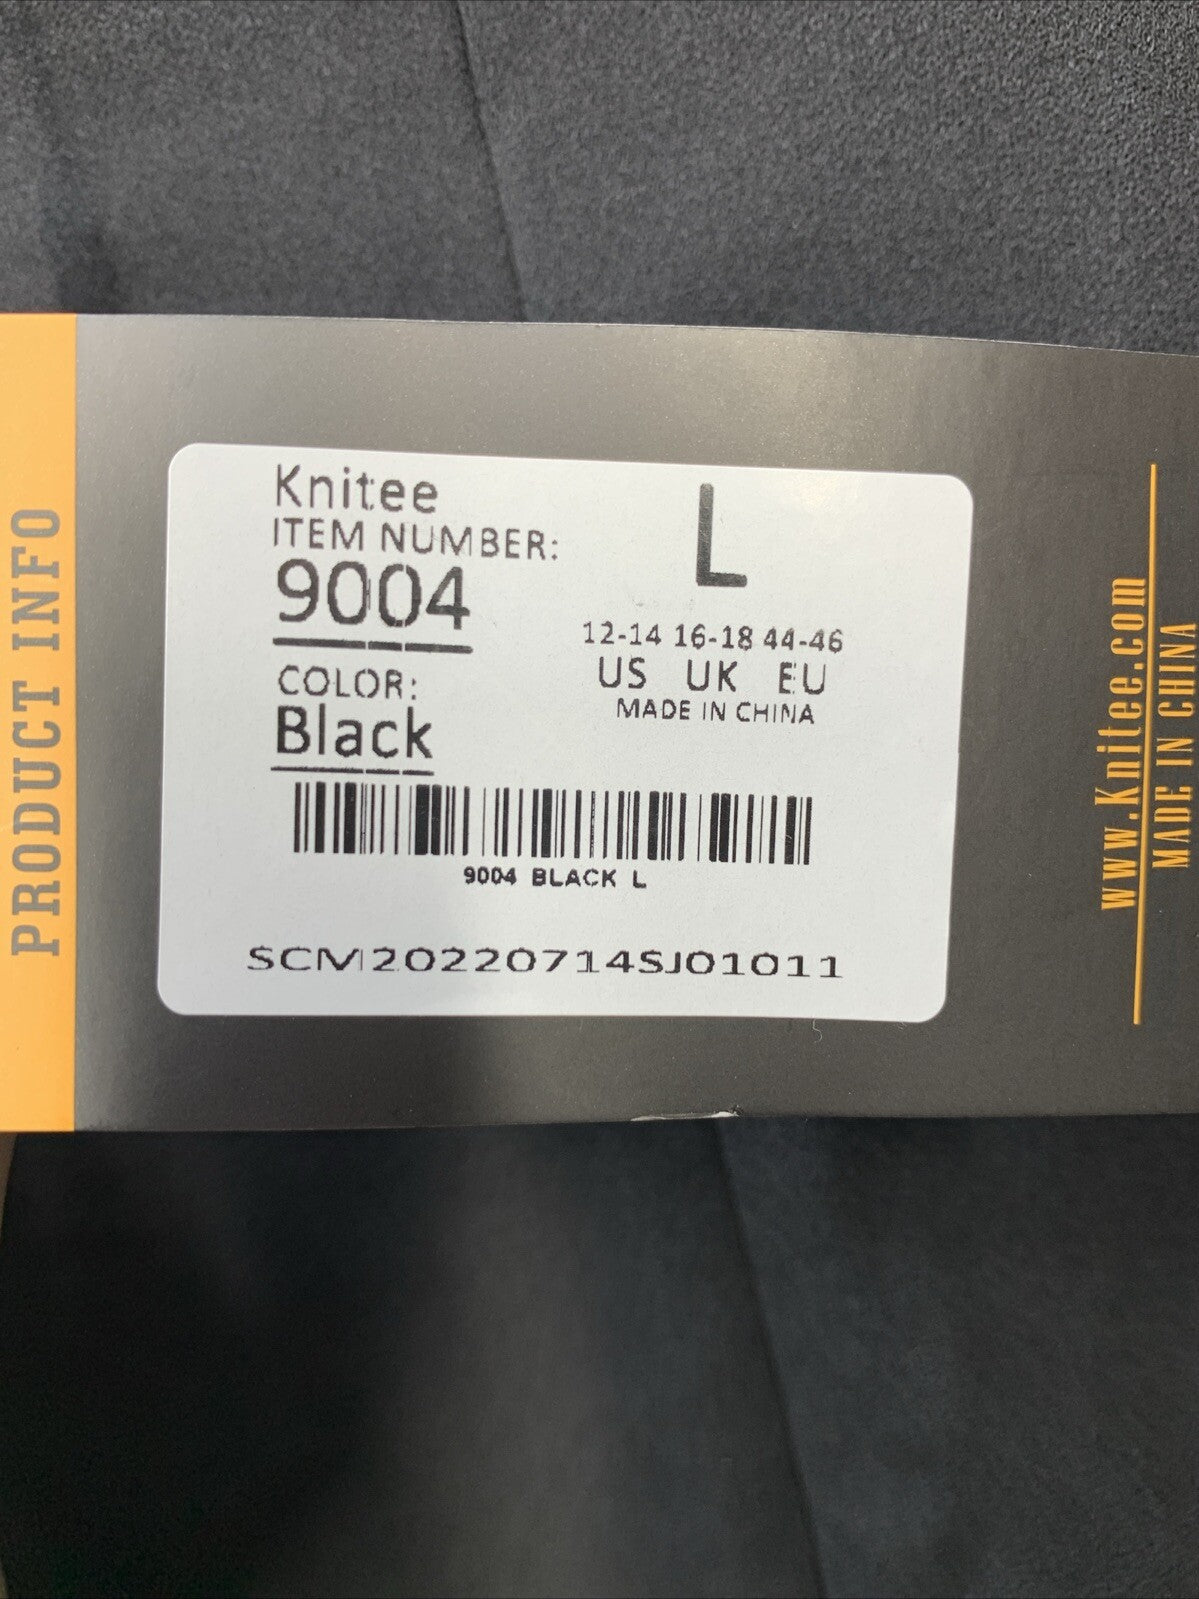 PRODUCT INFO
Knitee
ITEM NUMBER:
9004
COLOR:
Black
L
12-14 16-18 44-46
US UK EU
MADE IN CHINA
9004 BLACK L
SCM20220714SJ01011
www.Knitee.com
MADE IN CHINA